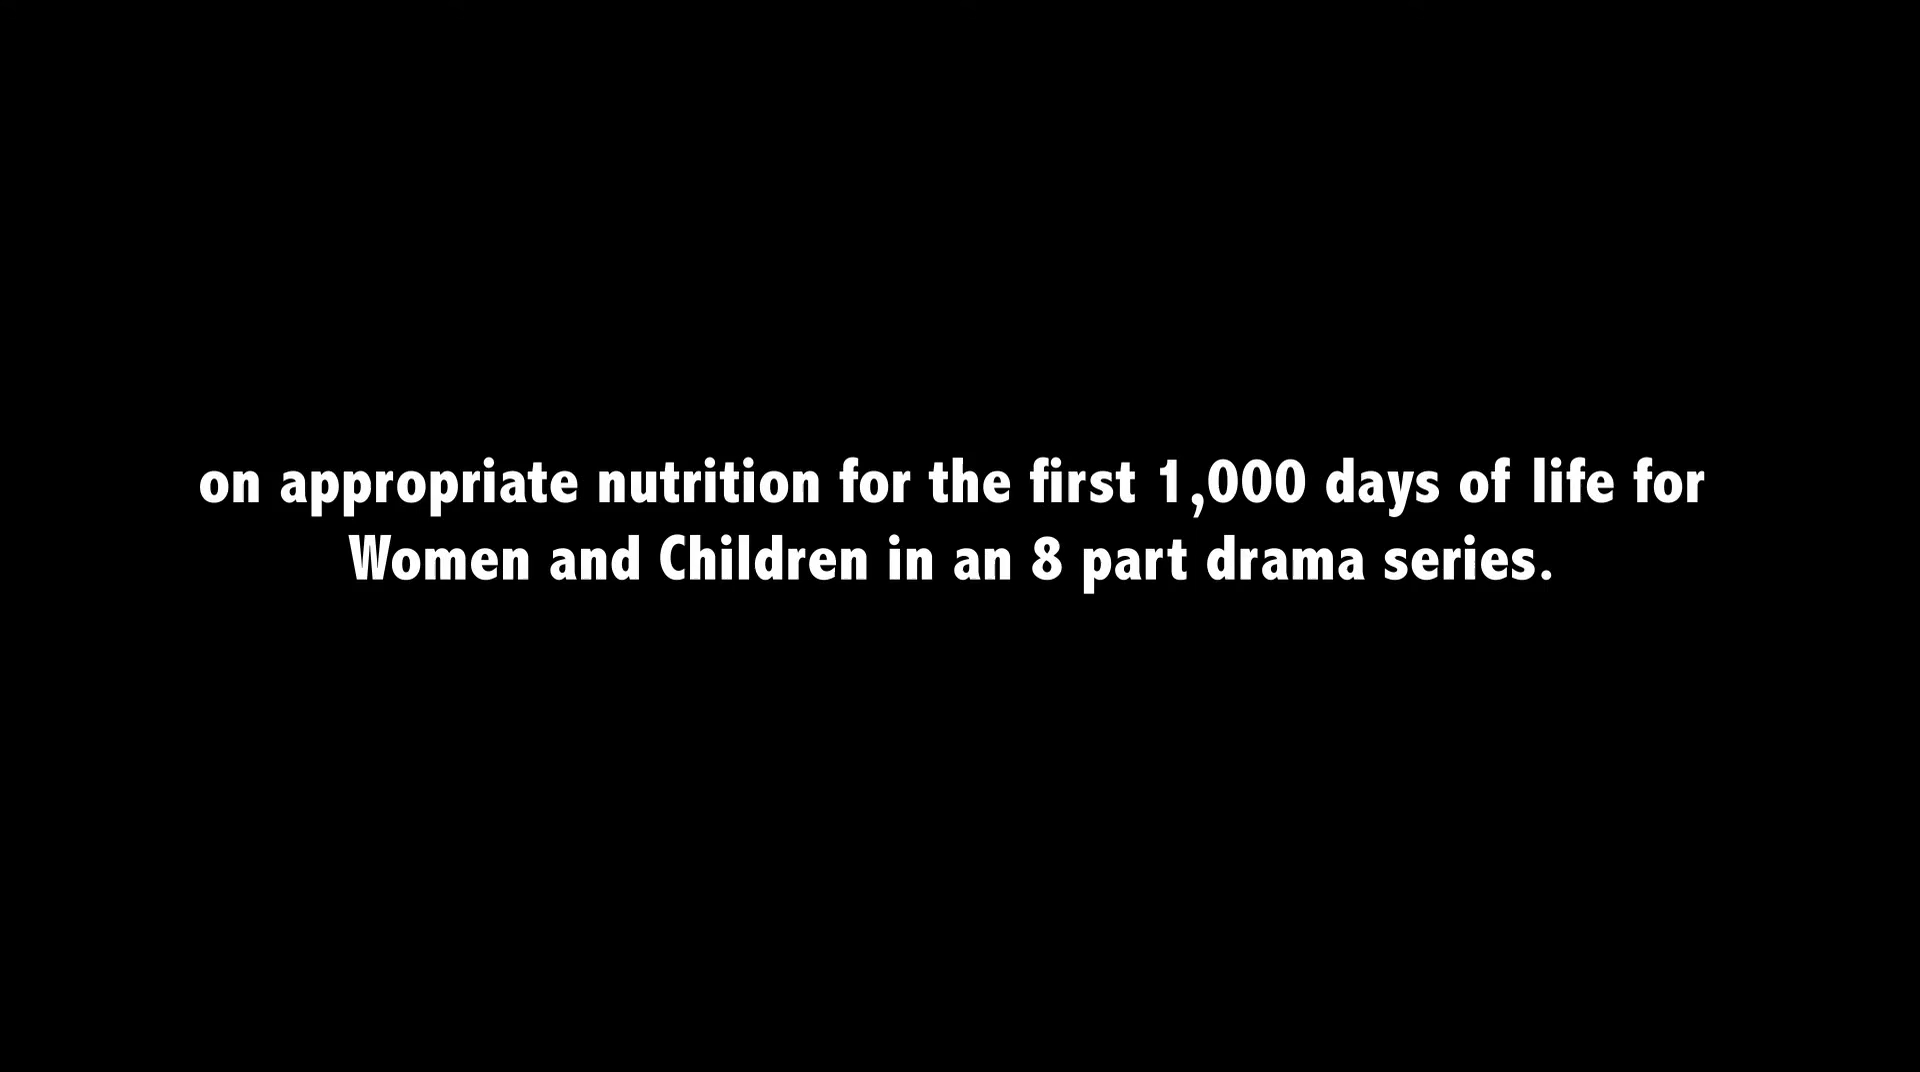 on appropriate nutrition for the first 1,000 days of life for
Women and Children in an 8 part drama series.